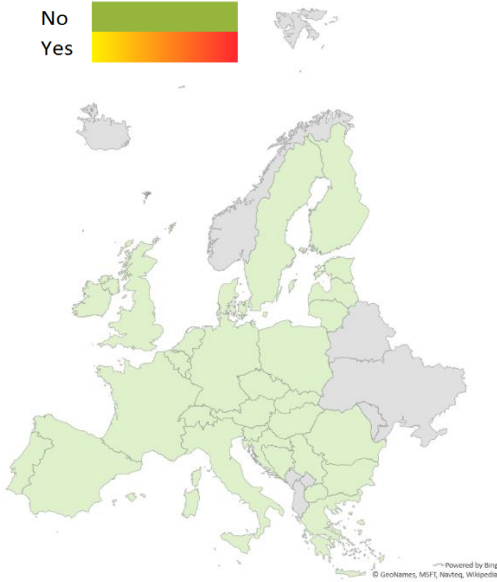 No
Yes
Powered by Bing
© GeoNames, MSFT, Navteq, Wikipedia